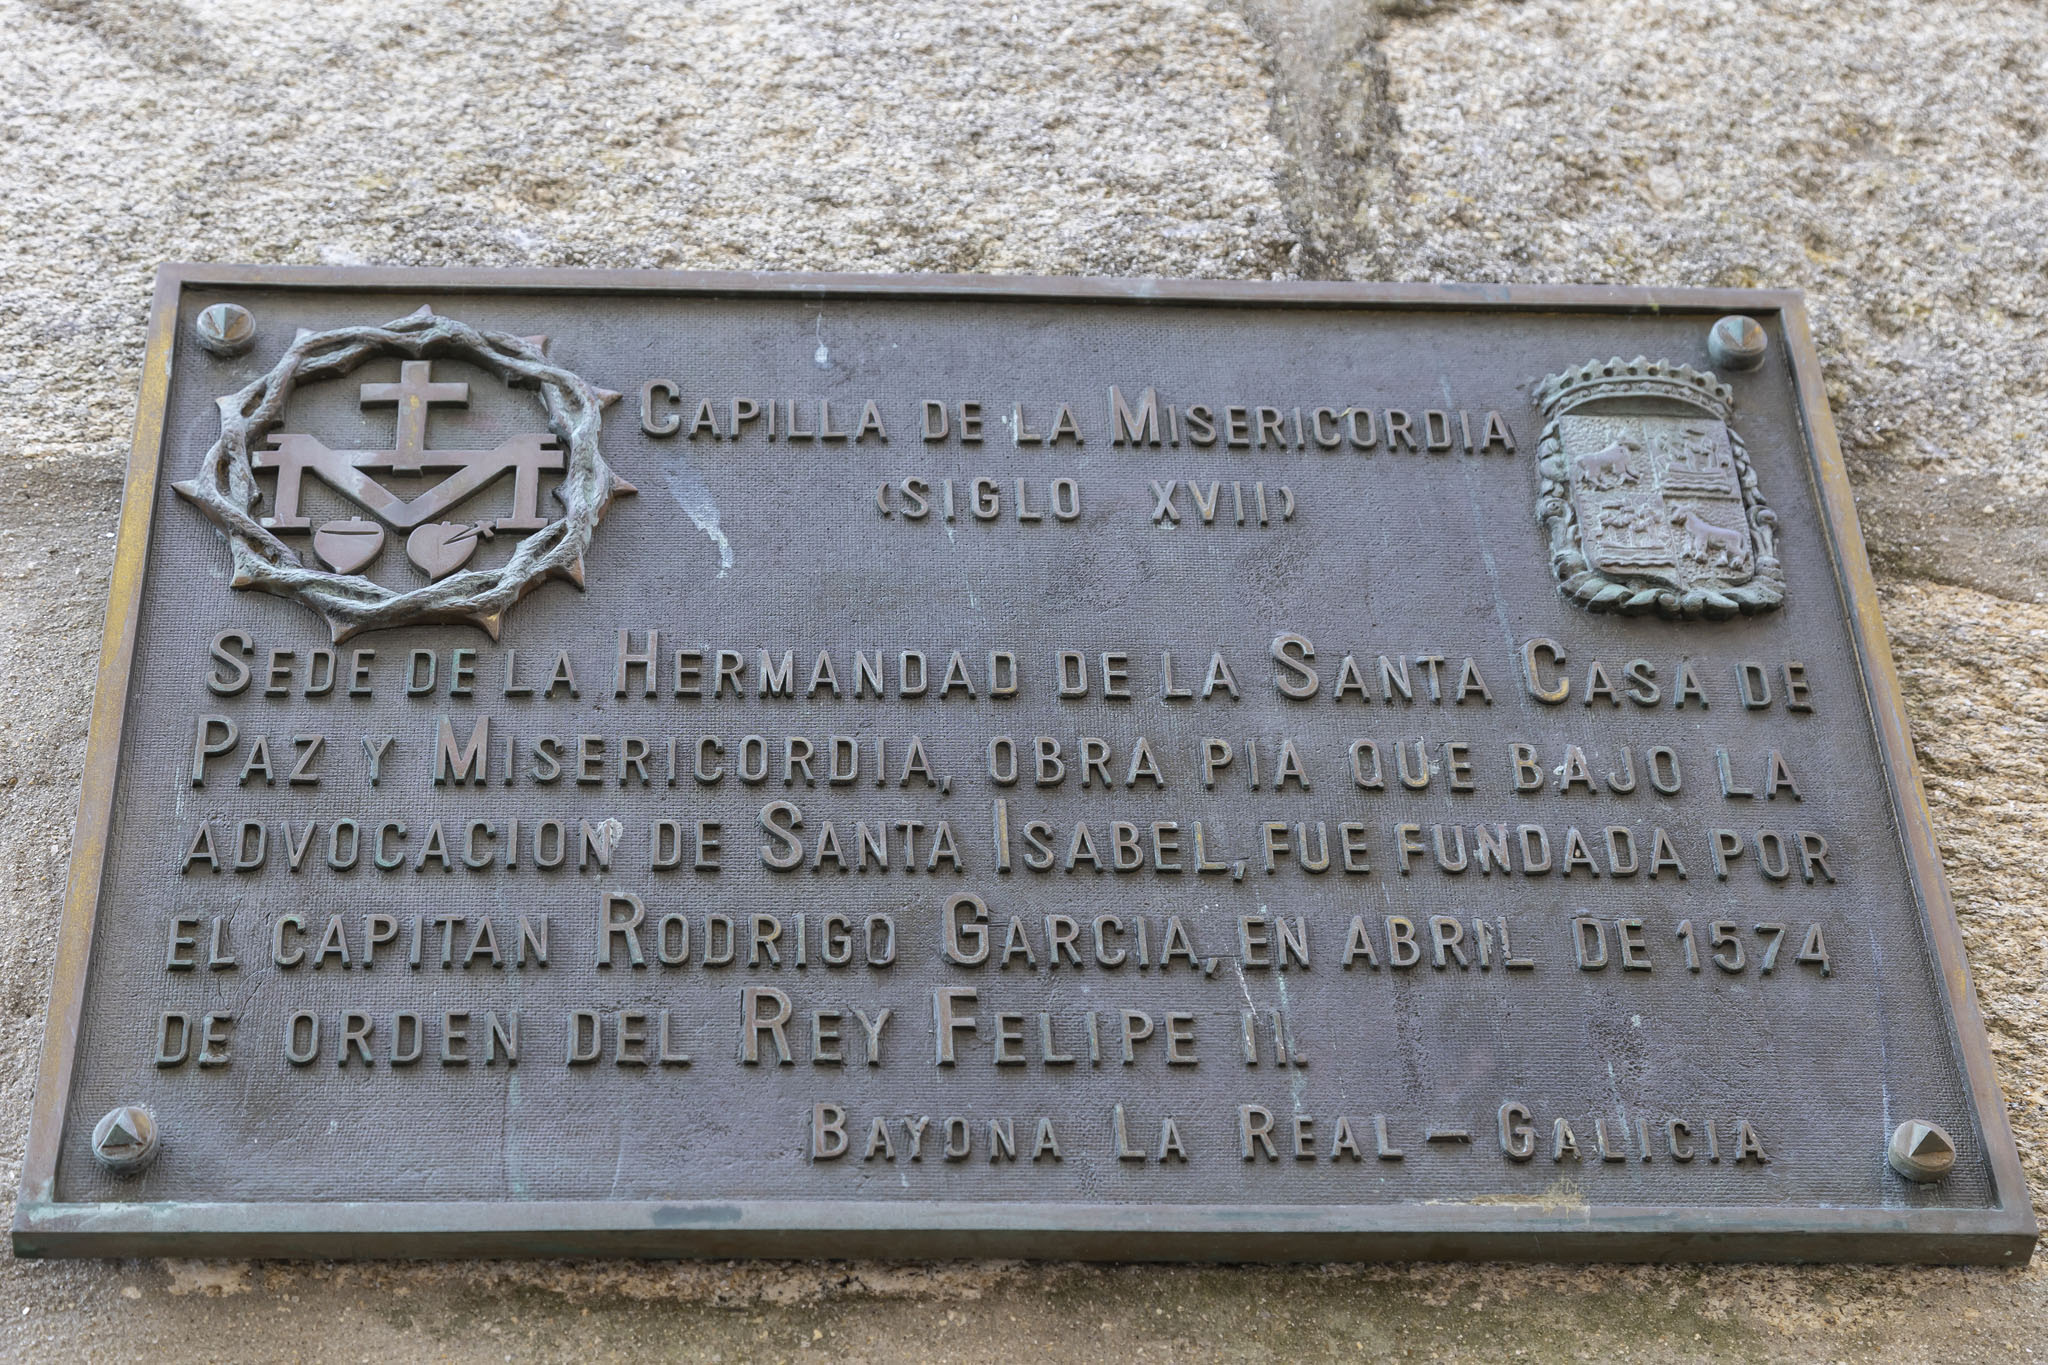 CAPILLA DE LA MISERICORDIA
(SIGLO XVII)
SEDE DE LA HERMANDAD DE LA SANTA CASA DE
PAZ Y MISERICORDIA, OBRA PIA QUE BAJO LA
ADVOCACION DE SANTA ISABEL, FUE FUNDADA POR
EL CAPITAN RODRIGO GARCIA, EN ABRIL DE 1574
DE ORDEN DEL REY FELIPE II.
BAYONA LA REAL - GALICIA